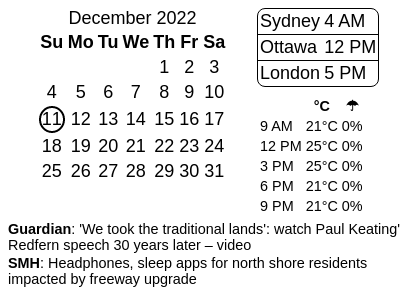 December 2022
Su Mo Tu We Th Fr Sa
1 2 3
4 5 6 7 8 9 10
11 12 13 14 15 16 17
18 19 20 21 22 23 24
25 26 27 28 29 30 31
Sydney 4 AM
Ottawa 12 PM
London 5 PM
°C ☂
9 AM 21°C 0%
12 PM 25°C 0%
3 PM 25°C 0%
6 PM 21°C 0%
9 PM 21°C 0%
Guardian: 'We took the traditional lands': watch Paul Keating'
Redfern speech 30 years later – video
SMH: Headphones, sleep apps for north shore residents
impacted by freeway upgrade